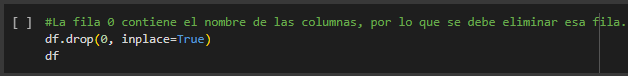 [ ] #La fila 0 contiene el nombre de las columnas, por lo que se debe eliminar esa fila.
df.drop(0, inplace=True)
df